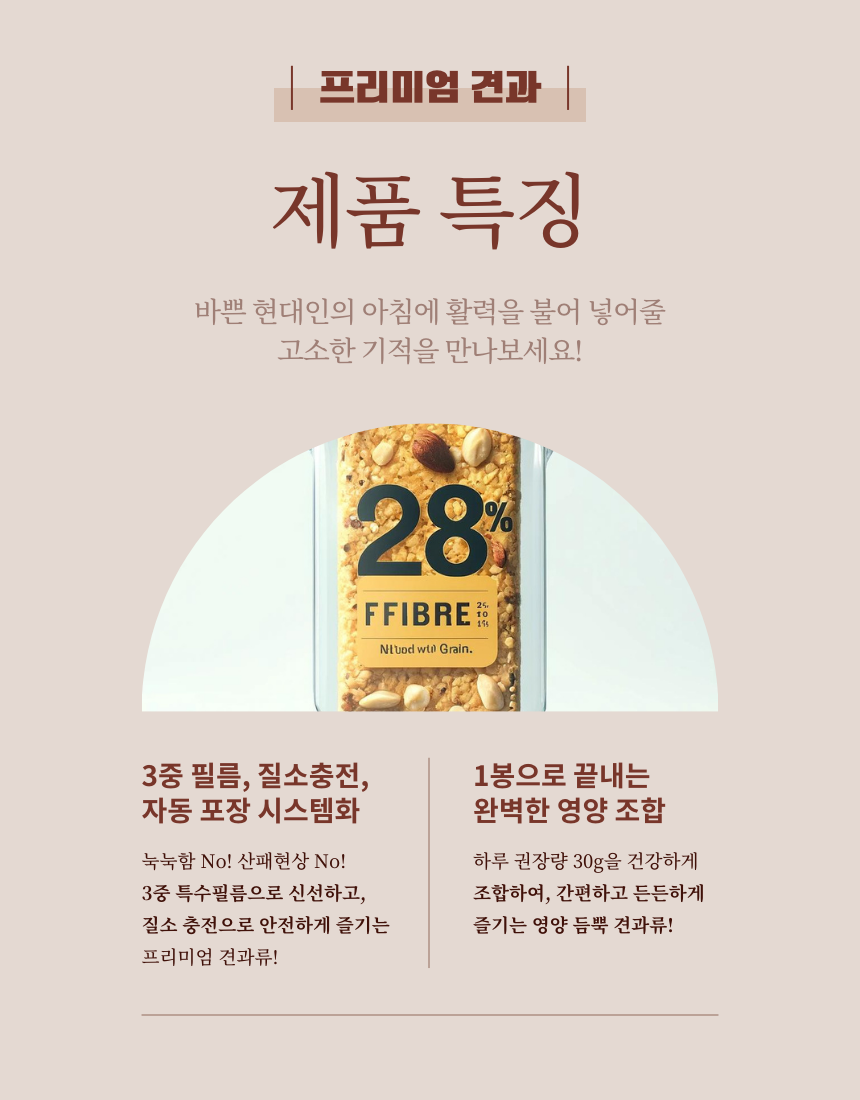 프리미엄 견과
제품 특징
바쁜 현대인의 아침에 활력을 불어 넣어줄
고소한 기적을 만나보세요!
28%
FFIBRE
Grain.
3중 필름, 질소충전,
자동 포장 시스템화
눅눅함 No! 산패현상 No!
3중 특수필름으로 신선하고,
질소 충전으로 안전하게 즐기는
프리미엄 견과류!
1봉으로 끝내는
완벽한 영양 조합
하루 권장량 30g을 건강하게
조합하여, 간편하고 든든하게
즐기는 영양 듬뿍 견과류!